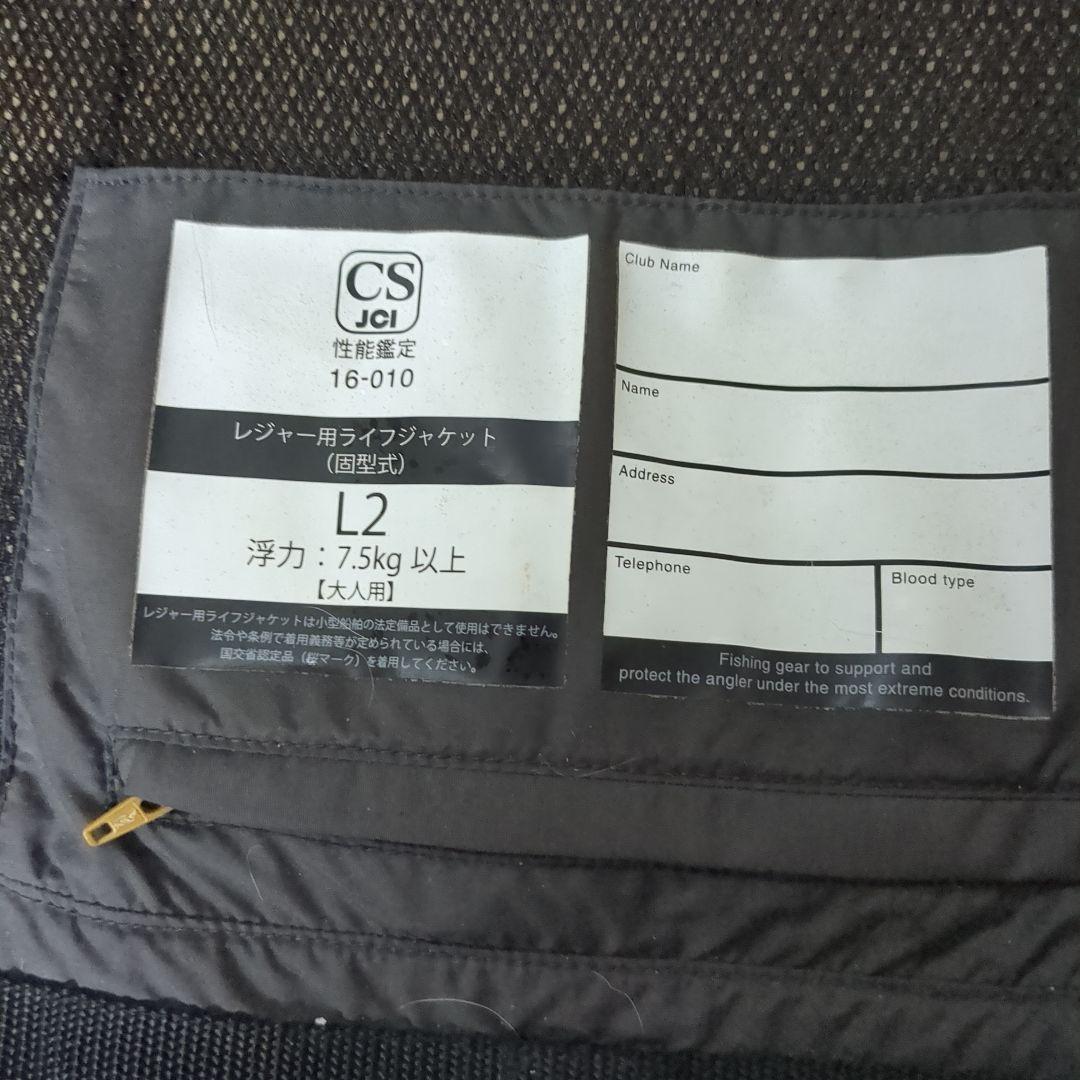 CS
JCI
性能鑑定
16-010
レジャー用ライフジャケット
（固型式）
L2
浮力：7.5kg 以上
【大人用】
レジャー用ライフジャケットは小型船舶の法定備品として使用はできません。
法令や条例で着用義務等が定められている場合には、
国交省認定品（桜マーク）を着用してください。
Club Name
Name
Address
Telephone
Blood type
Fishing gear to support and
protect the angler under the most extreme conditions.